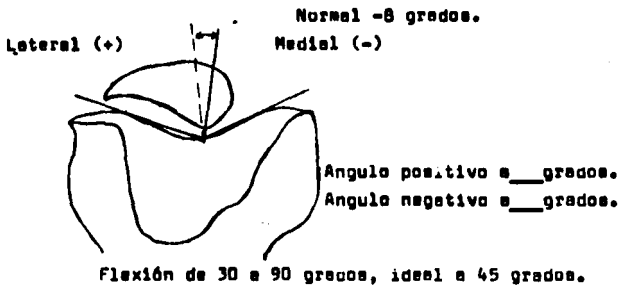 Normal -8 grados.
Lateral (+)
Medial (-)
Angulo positivo a___grados.
Angulo negativo a___grados.
Flexión de 30 a 90 grados, ideal a 45 grados.